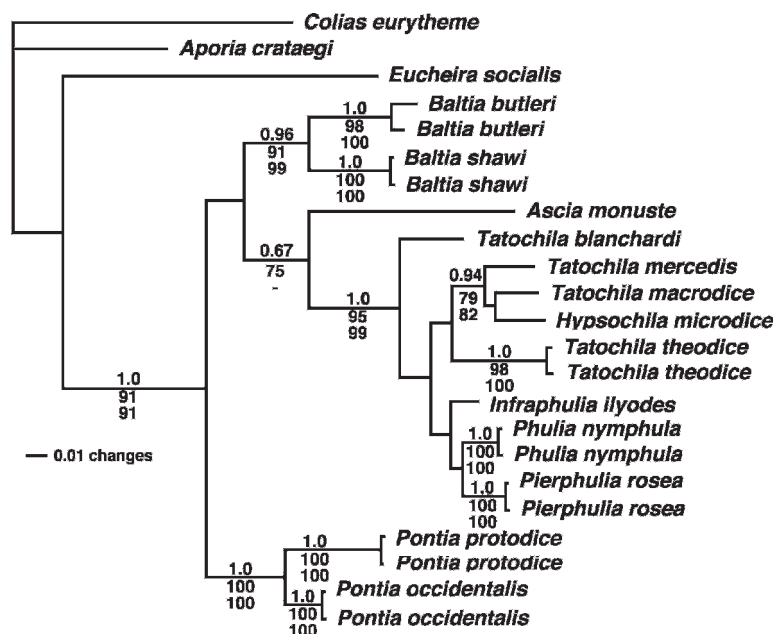 Colias eurytheme
Aporia crataegi
Eucheira socialis
1.0
98
100
Baltia butleri
Baltia butleri
0.96
91
99
1.0
100
100
Baltia shawi
Baltia shawi
Ascia monuste
0.67
75
-
Tatochila blanchardi
1.0
95
99
0.94
79
82
Tatochila mercedis
Tatochila macrodice
Hypsochila microdice
1.0
98
100
Tatochila theodice
Tatochila theodice
Infraphulia ilyodes
1.0
100
100
Phulia nymphula
Phulia nymphula
1.0
100
100
Pierphulia rosea
Pierphulia rosea
1.0
91
91
0.01 changes
1.0
100
100
Pontia protodice
Pontia protodice
1.0
100
100
1.0
100
100
Pontia occidentalis
Pontia occidentalis